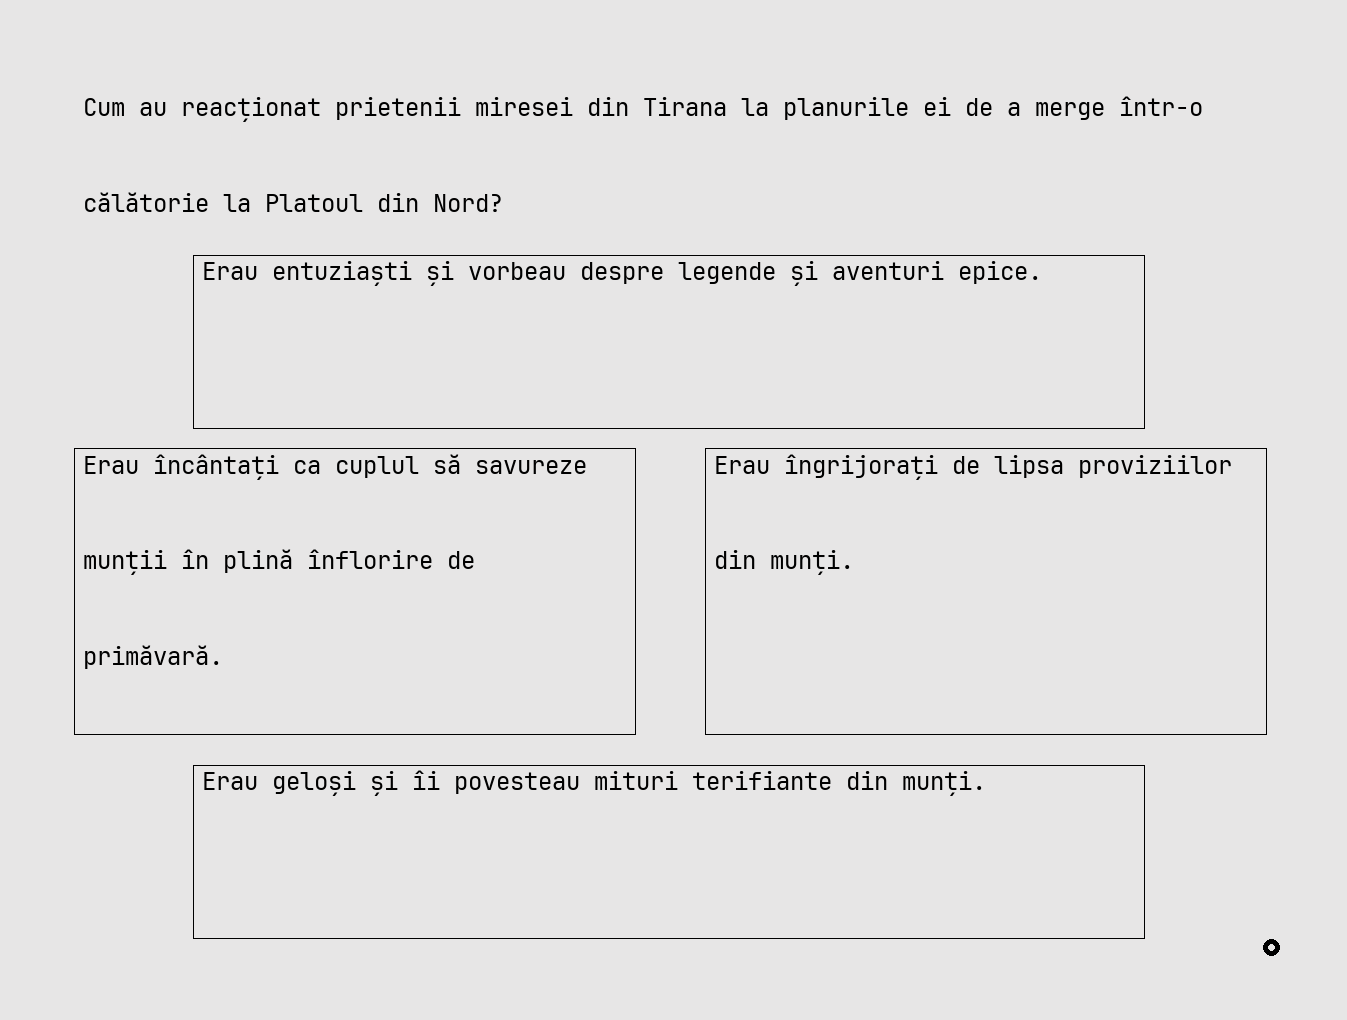 Cum au reacționat prietenii miresei din Tirana la planurile ei de a merge într-o
călătorie la Platoul din Nord?
Erau entuziaști și vorbeau despre legende și aventuri epice.
Erau încântați ca cuplul să savureze
munții în plină înflorire de
primăvară.
Erau îngrijorați de lipsa proviziilor
din munți.
Erau geloși și îi povesteau mituri terifiante din munți.